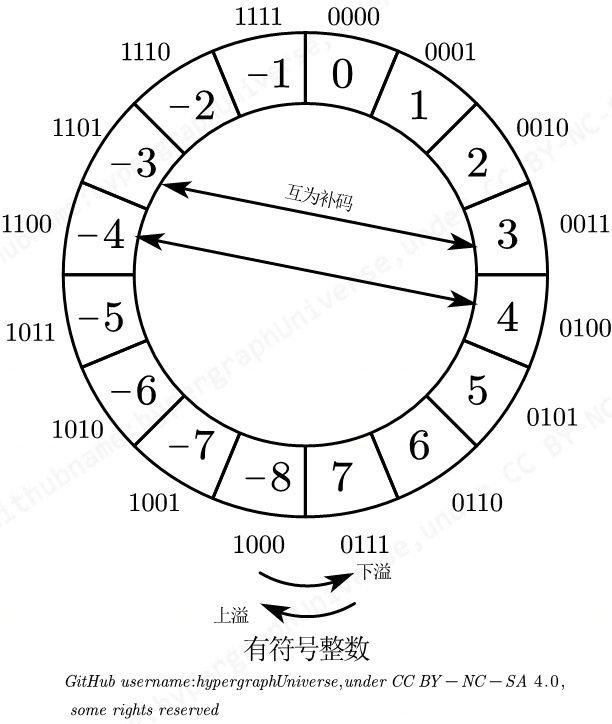 1111 0000
1110 0001
1101 0010
1100 0011
1011 0100
1010 0101
1001 0110
1000 0111
-1 0
-2 1
-3 2
-4 3
-5 4
-6 5
-7 6
-8 7
互为补码
下溢
上溢
有符号整数
GitHub username:hypergraphUniverse,under CC BY-NC-SA 4.0,
some rights reserved